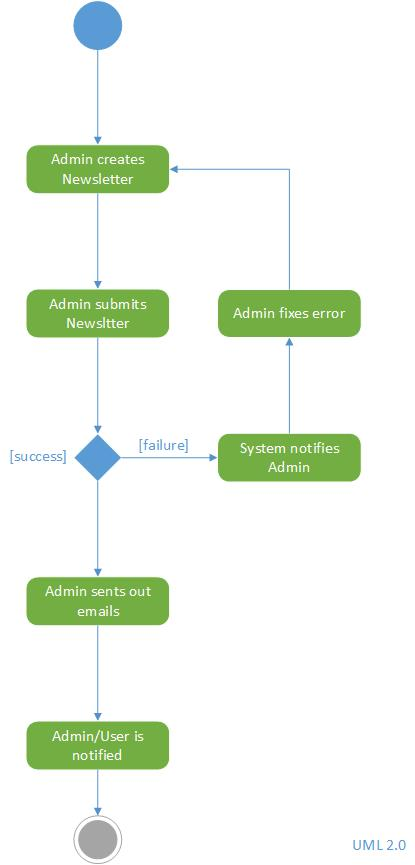 Admin creates
Newsletter
Admin submits
Newsltter
Admin fixes error
[failure]
[success]
System notifies
Admin
Admin sents out
emails
Admin/User is
notified
UML 2.0